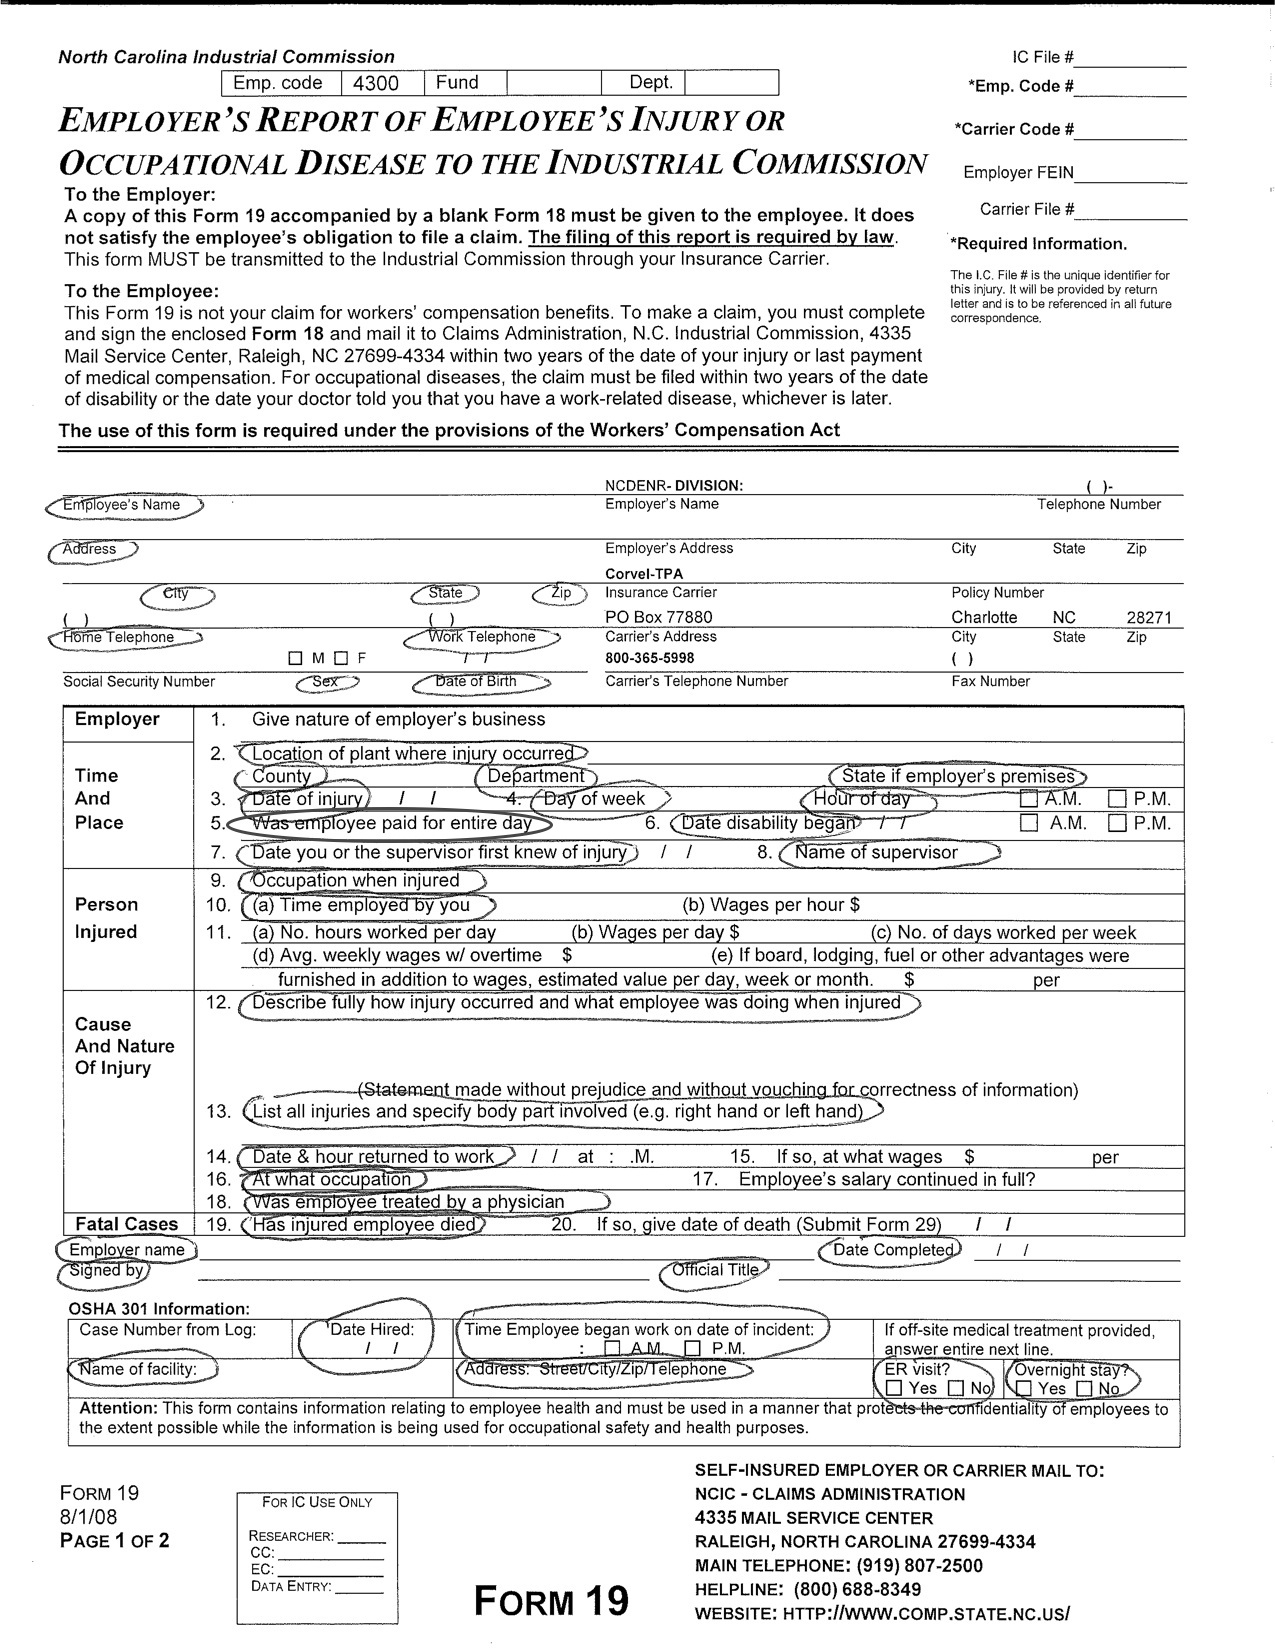 North Carolina Industrial Commission
IC File #
Emp. code 4300 Fund Dept.
*Emp. Code #
EMPLOYER'S REPORT OF EMPLOYEE'S INJURY OR
OCCUPATIONAL DISEASE TO THE INDUSTRIAL COMMISSION
*Carrier Code #
Employer FEIN
Carrier File #
*Required Information.
The I.C. File # is the unique identifier for
this injury. It will be provided by return
letter and is to be referenced in all future
correspondence.
To the Employer:
A copy of this Form 19 accompanied by a blank Form 18 must be given to the employee. It does
not satisfy the employee's obligation to file a claim. The filing of this report is required by law.
This form MUST be transmitted to the Industrial Commission through your Insurance Carrier.
To the Employee:
This Form 19 is not your claim for workers' compensation benefits. To make a claim, you must complete
and sign the enclosed Form 18 and mail it to Claims Administration, N.C. Industrial Commission, 4335
Mail Service Center, Raleigh, NC 27699-4334 within two years of the date of your injury or last payment
of medical compensation. For occupational diseases, the claim must be filed within two years of the date
of disability or the date your doctor told you that you have a work-related disease, whichever is later.
The use of this form is required under the provisions of the Workers' Compensation Act
NCDENR- DIVISION: ( )-
Employee's Name Employer's Name Telephone Number
Address Employer's Address City State Zip
Corvel-TPA
City State Zip Insurance Carrier Policy Number
( ) ( ) PO Box 77880 Charlotte NC 28271
Home Telephone Work Telephone Carrier's Address City State Zip
M F / / 800-365-5998 ( )
Social Security Number Sex Date of Birth Carrier's Telephone Number Fax Number
Employer 1. Give nature of employer's business
2. Location of plant where injury occurred
Time County Department State if employer's premises
And 3. Date of injury / / 4. Day of week Hour of day A.M. P.M.
Place 5. Was employee paid for entire day 6. Date disability began / / A.M. P.M.
7. Date you or the supervisor first knew of injury / / 8. Name of supervisor
9. Occupation when injured
Person 10. (a) Time employed by you (b) Wages per hour $
Injured 11. (a) No. hours worked per day (b) Wages per day $ (c) No. of days worked per week
(d) Avg. weekly wages w/ overtime $ (e) If board, lodging, fuel or other advantages were
furnished in addition to wages, estimated value per day, week or month. $ per
12. Describe fully how injury occurred and what employee was doing when injured
Cause
And Nature
Of Injury
(Statement made without prejudice and without vouching for correctness of information)
13. List all injuries and specify body part involved (e.g. right hand or left hand)
14. Date & hour returned to work / / at : .M. 15. If so, at what wages $ per
16. At what occupation 17. Employee's salary continued in full?
18. Was employee treated by a physician
Fatal Cases 19. Has injured employee died 20. If so, give date of death (Submit Form 29) / /
Employer name Date Completed / /
Signed by Official Title
OSHA 301 Information:
Case Number from Log: Date Hired: Time Employee began work on date of incident: If off-site medical treatment provided,
/ / : A.M. P.M. answer entire next line.
Name of facility: Address: Street/City/Zip/Telephone ER visit? Overnight stay?
Yes No Yes No
Attention: This form contains information relating to employee health and must be used in a manner that protects the confidentiality of employees to
the extent possible while the information is being used for occupational safety and health purposes.
FORM 19
8/1/08
PAGE 1 OF 2
FOR IC USE ONLY
RESEARCHER:
CC:
EC:
DATA ENTRY:
FORM 19
SELF-INSURED EMPLOYER OR CARRIER MAIL TO:
NCIC - CLAIMS ADMINISTRATION
4335 MAIL SERVICE CENTER
RALEIGH, NORTH CAROLINA 27699-4334
MAIN TELEPHONE: (919) 807-2500
HELPLINE: (800) 688-8349
WEBSITE: HTTP://WWW.COMP.STATE.NC.US/